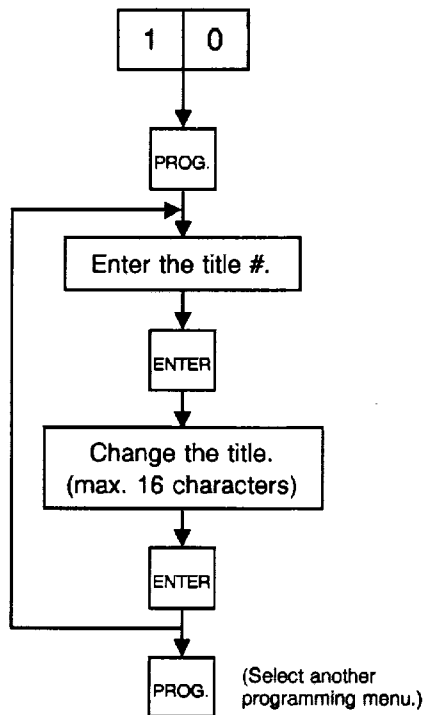 1 0
PROG.
Enter the title #.
ENTER
Change the title.
(max. 16 characters)
ENTER
PROG.
(Select another
programming menu.)